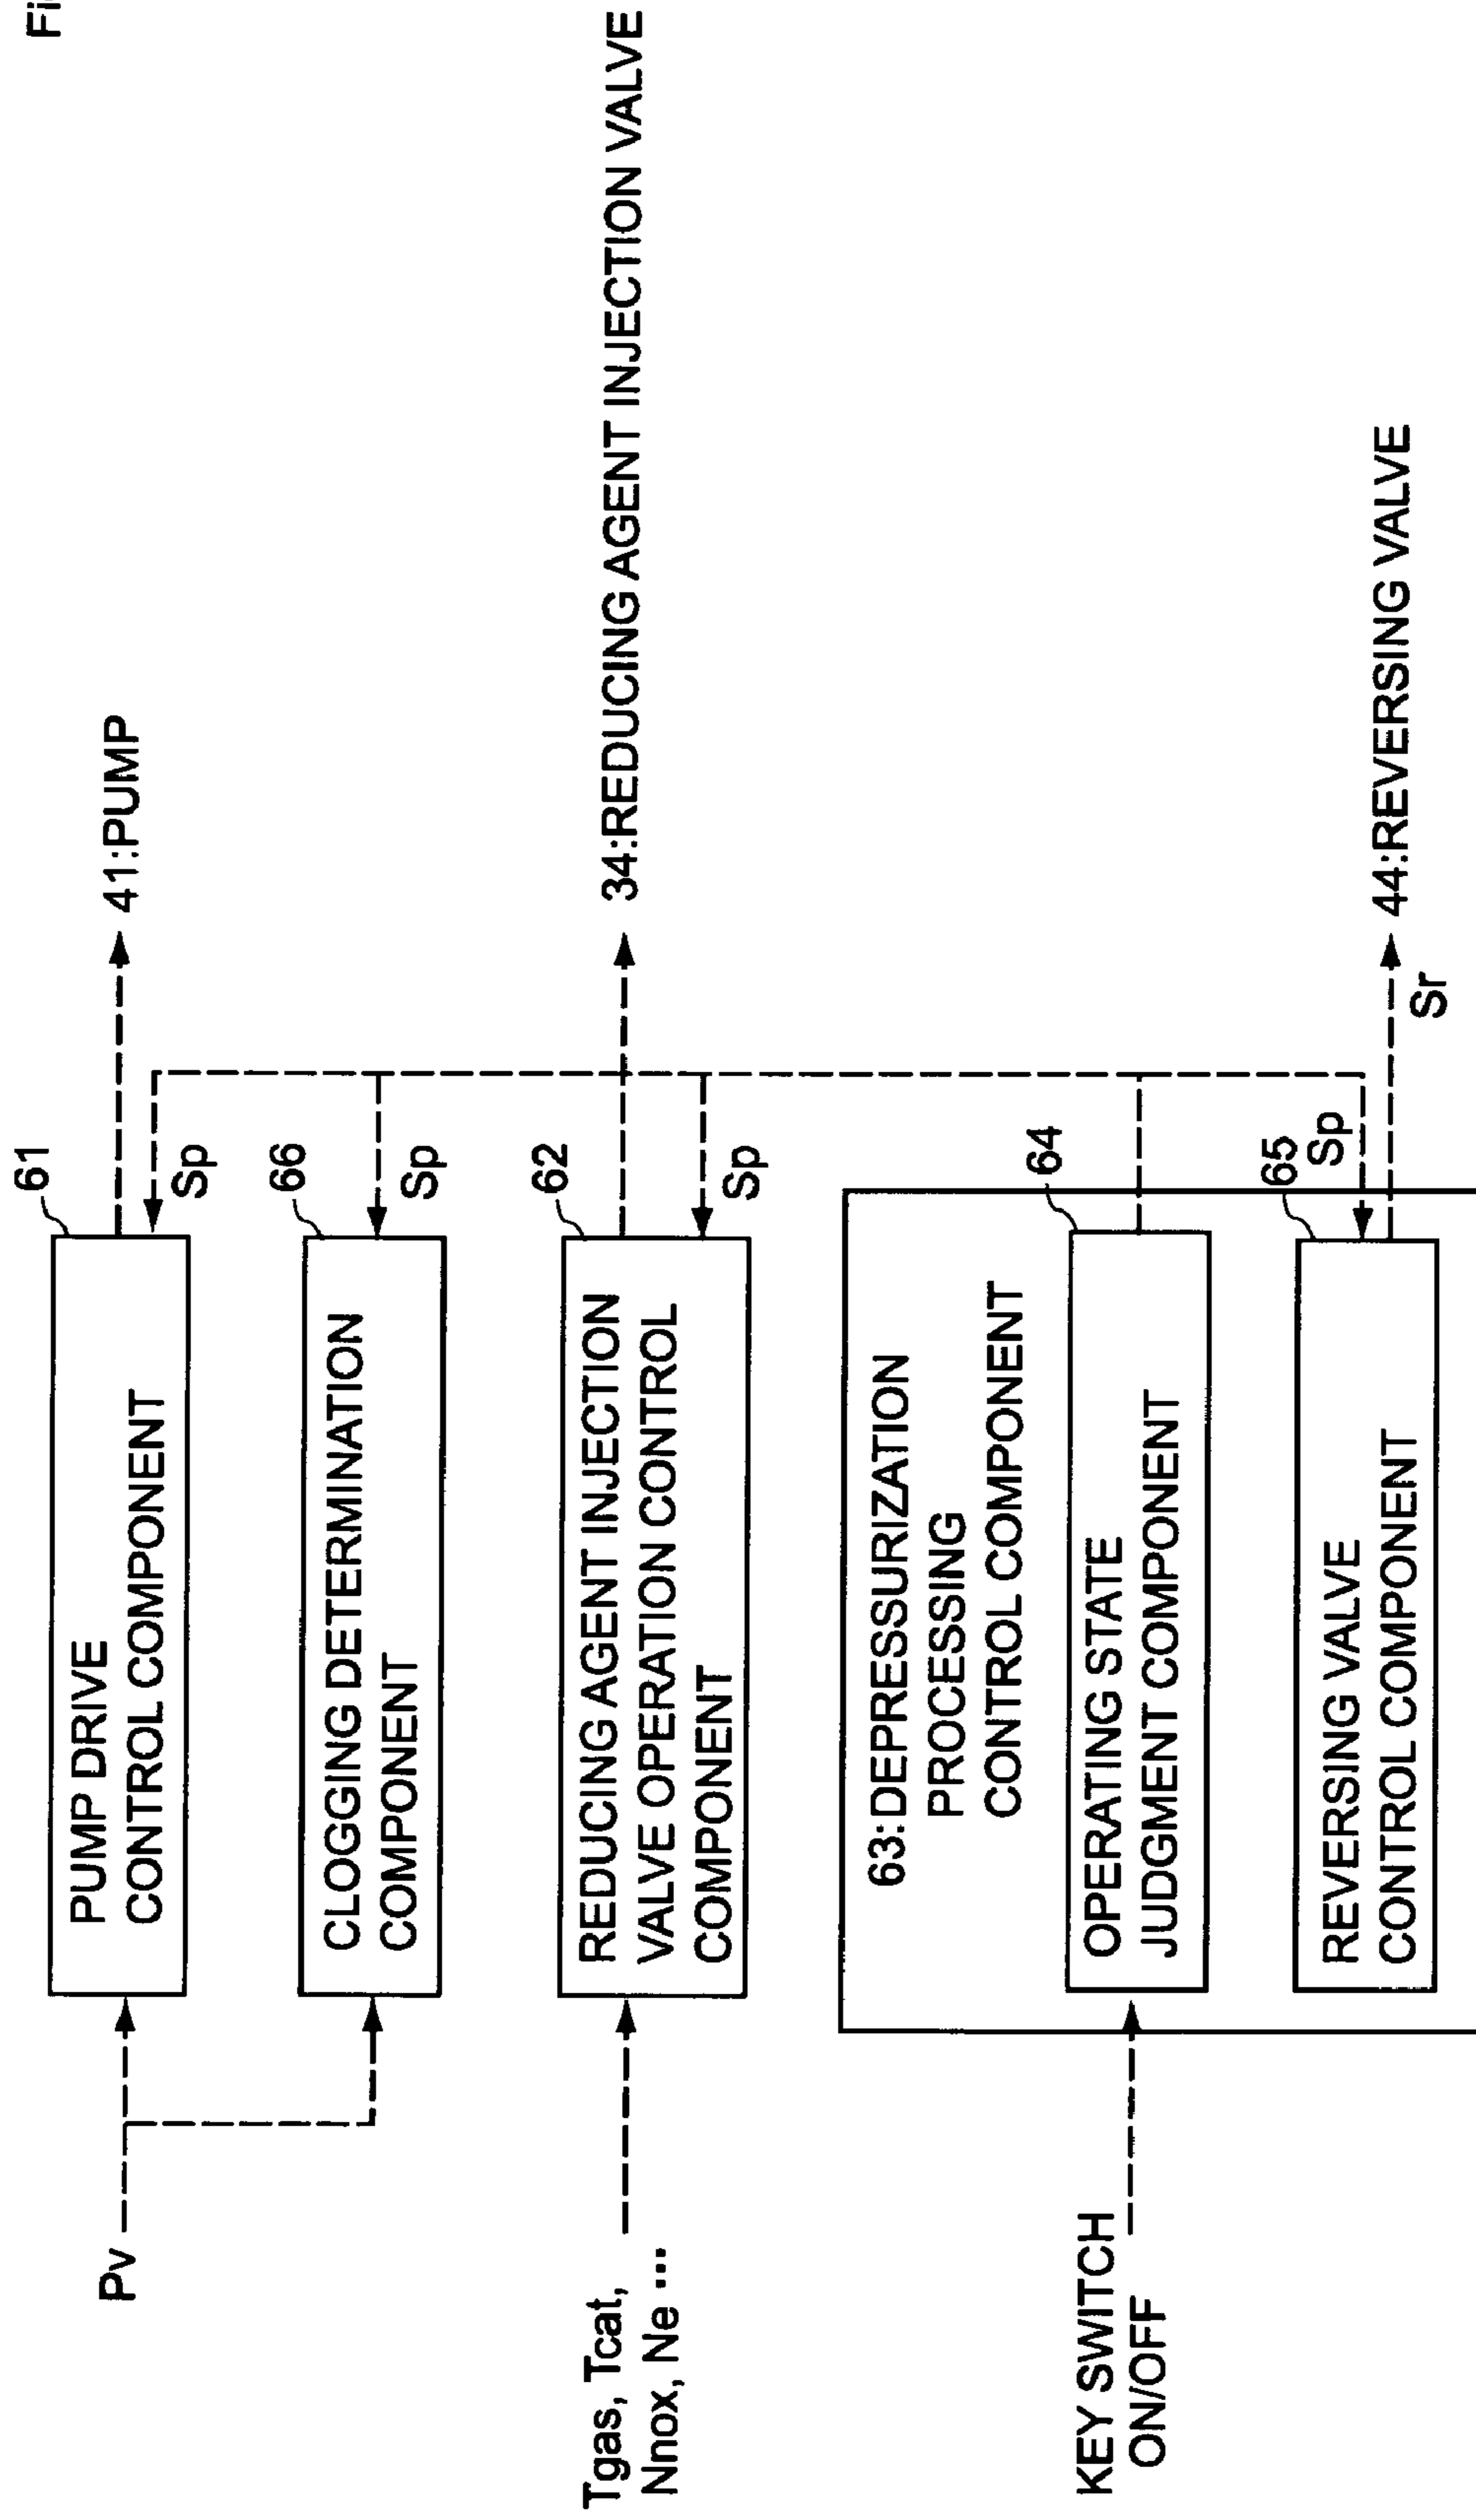 Fi
61
PUMP DRIVE
CONTROL COMPONENT
41:PUMP
Sp
Pv
66
CLOGGING DETERMINATION
COMPONENT
Sp
62
REDUCING AGENT INJECTION
VALVE OPERATION CONTROL
COMPONENT
34:REDUCING AGENT INJECTION VALVE
Sp
Tgas, Tcat,
Nnox, Ne ...
63: DEPRESSURIZATION
PROCESSING
CONTROL COMPONENT
64
OPERATING STATE
JUDGMENT COMPONENT
KEY SWITCH
ON/OFF
65
Sp
REVERSING VALVE
CONTROL COMPONENT
44:REVERSING VALVE
Sr